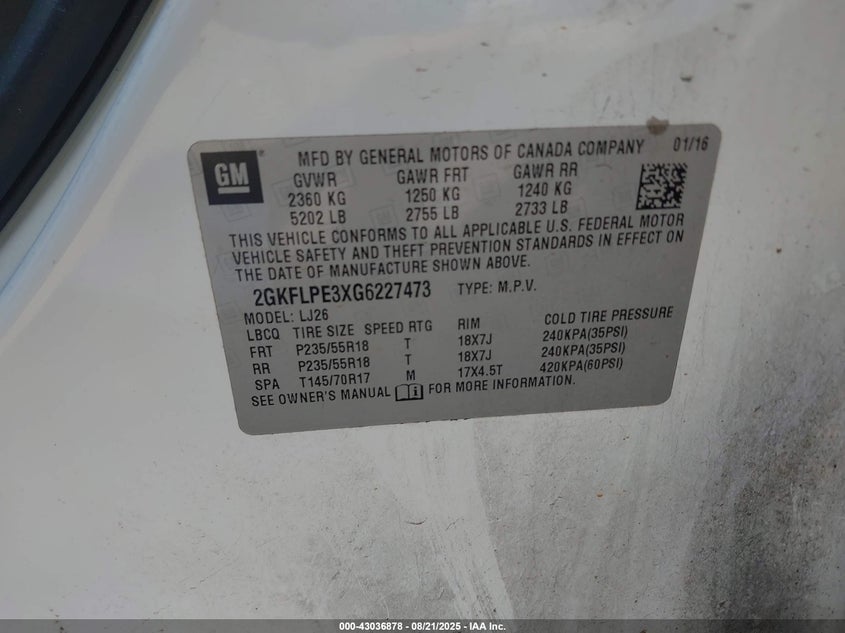 GM
MFD BY GENERAL MOTORS OF CANADA COMPANY 01/16
GVWR GAWR FRT GAWR RR
2360 KG 1250 KG 1240 KG
5202 LB 2755 LB 2733 LB
THIS VEHICLE CONFORMS TO ALL APPLICABLE U.S. FEDERAL MOTOR
VEHICLE SAFETY AND THEFT PREVENTION STANDARDS IN EFFECT ON
THE DATE OF MANUFACTURE SHOWN ABOVE.
2GKFLPE3XG6227473 TYPE: M.P.V.
MODEL: LJ26
LBCQ TIRE SIZE SPEED RTG RIM COLD TIRE PRESSURE
FRT P235/55R18 T 18X7J 240KPA(35PSI)
RR P235/55R18 T 18X7J 240KPA(35PSI)
SPA T145/70R17 M 17X4.5T 420KPA(60PSI)
SEE OWNER'S MANUAL FOR MORE INFORMATION.
000-43036878 - 08/21/2025 - IAA Inc.